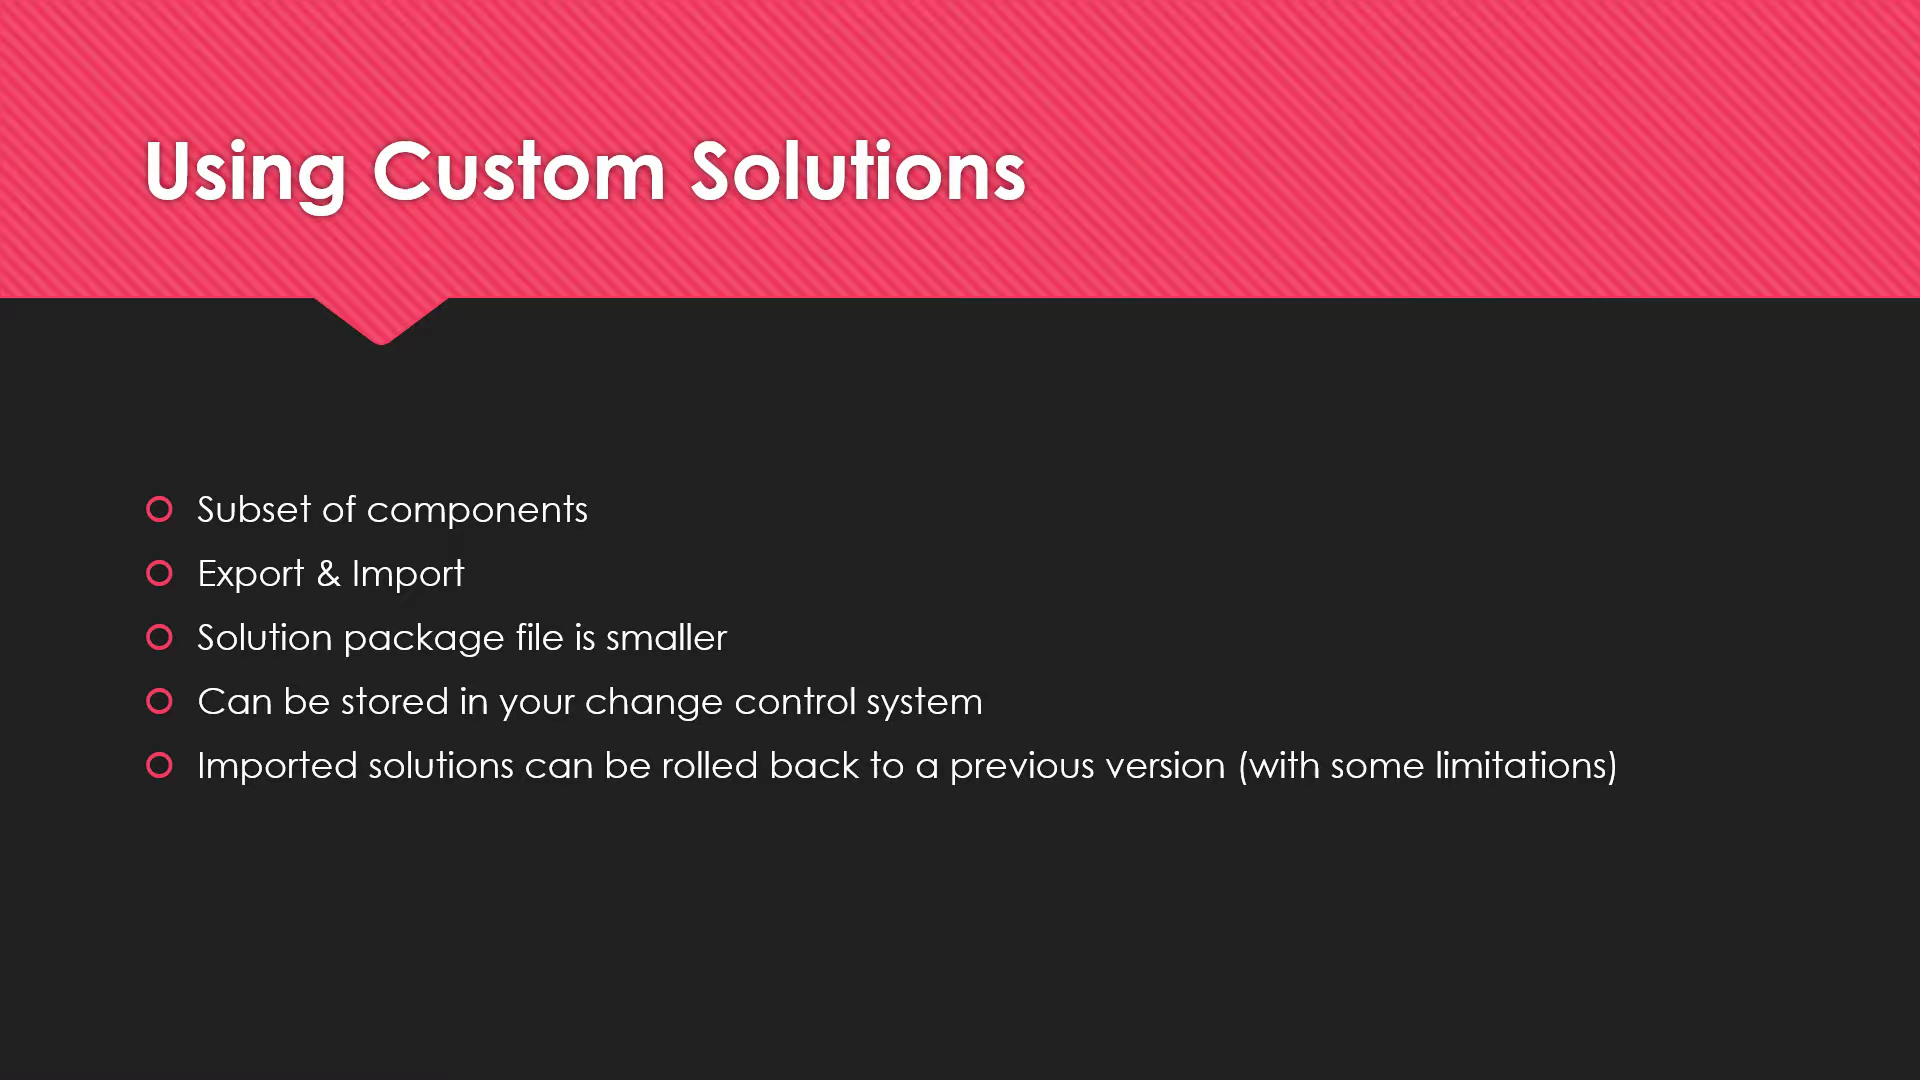 Using Custom Solutions
Subset of components
Export & Import
Solution package file is smaller
Can be stored in your change control system
Imported solutions can be rolled back to a previous version (with some limitations)